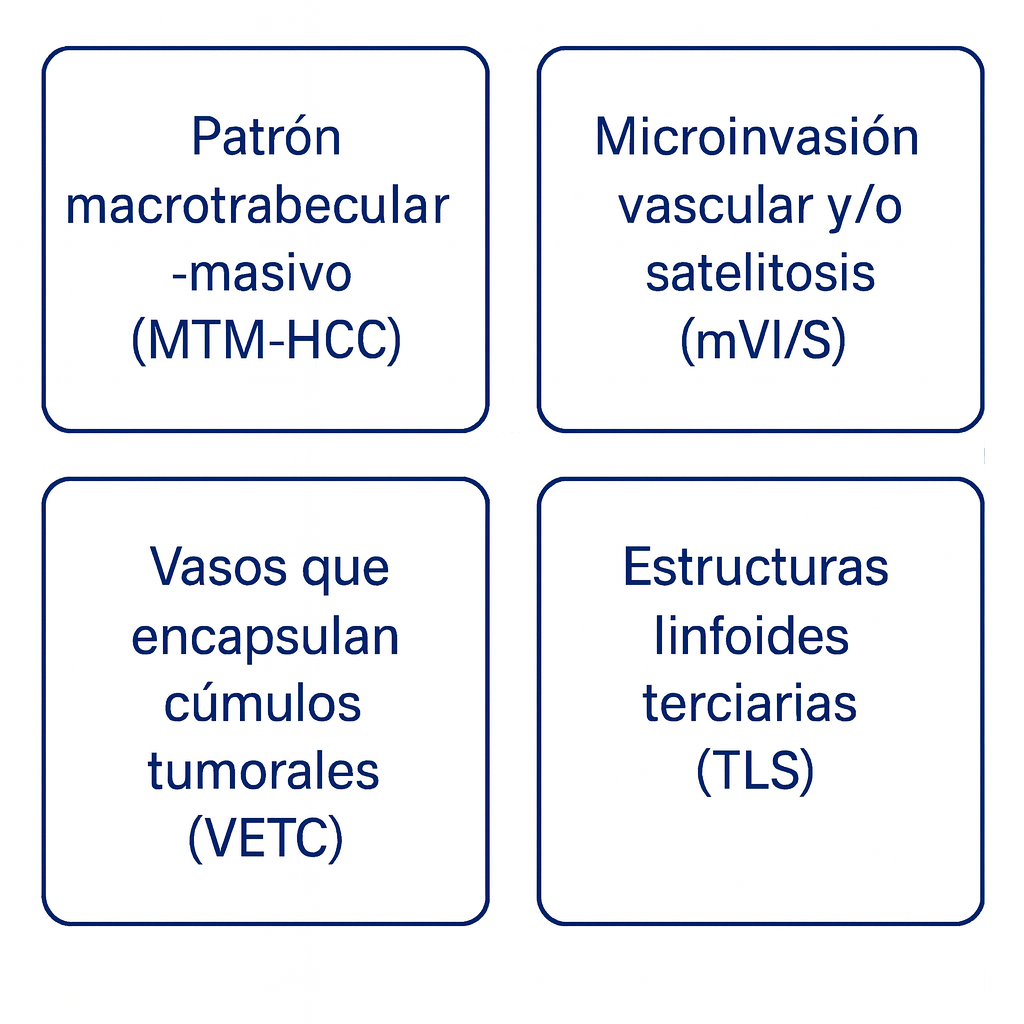 Patrón
macrotrabecular
-masivo
(MTM-HCC)
Microinvasión
vascular y/o
satelitosis
(mVI/S)
Vasos que
encapsulan
cúmulos
tumorales
(VETC)
Estructuras
linfoides
terciarias
(TLS)